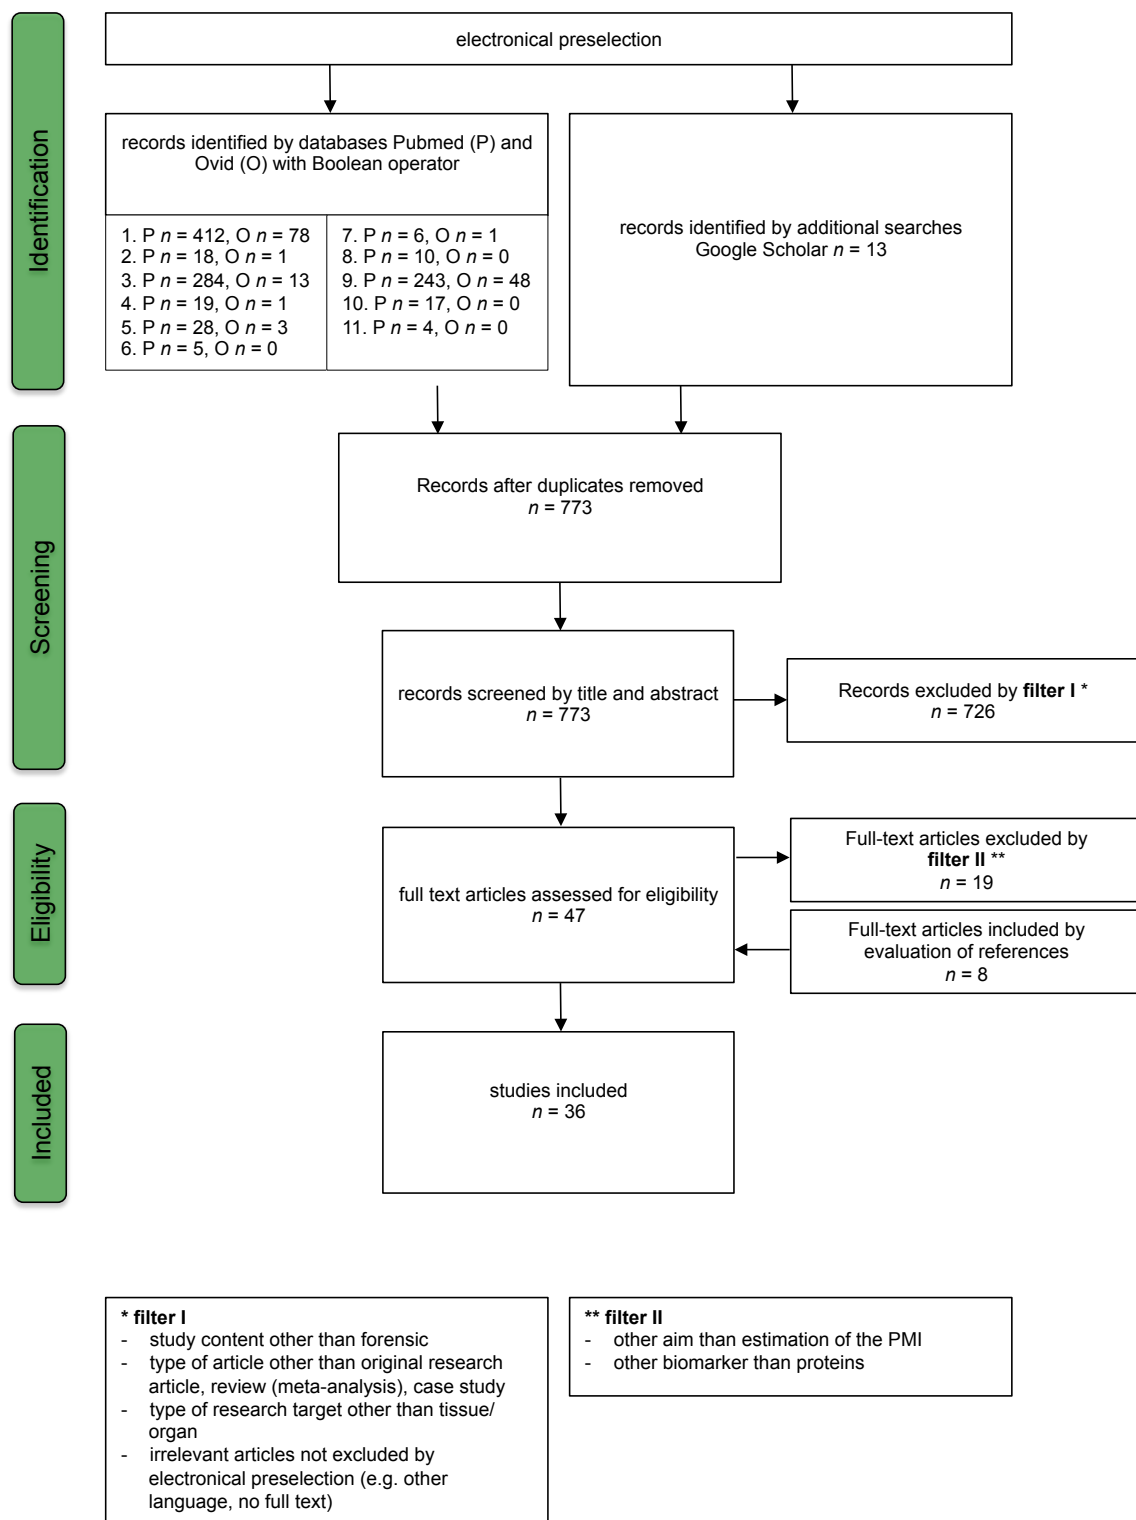 electronical preselection
Identification
records identified by databases Pubmed (P) and
Ovid (O) with Boolean operator
1. P n = 412, O n = 78
2. P n = 18, O n = 1
3. P n = 284, O n = 13
4. P n = 19, O n = 1
5. P n = 28, O n = 3
6. P n = 5, O n = 0
7. P n = 6, O n = 1
8. P n = 10, O n = 0
9. P n = 243, O n = 48
10. P n = 17, O n = 0
11. P n = 4, O n = 0
records identified by additional searches
Google Scholar n = 13
Screening
Records after duplicates removed
n = 773
records screened by title and abstract
n = 773
Records excluded by filter I *
n = 726
Eligibility
full text articles assessed for eligibility
n = 47
Full-text articles excluded by
filter II **
n = 19
Full-text articles included by
evaluation of references
n = 8
Included
studies included
n = 36
* filter I
- study content other than forensic
- type of article other than original research
article, review (meta-analysis), case study
- type of research target other than tissue/
organ
- irrelevant articles not excluded by
electronical preselection (e.g. other
language, no full text)
** filter II
- other aim than estimation of the PMI
- other biomarker than proteins